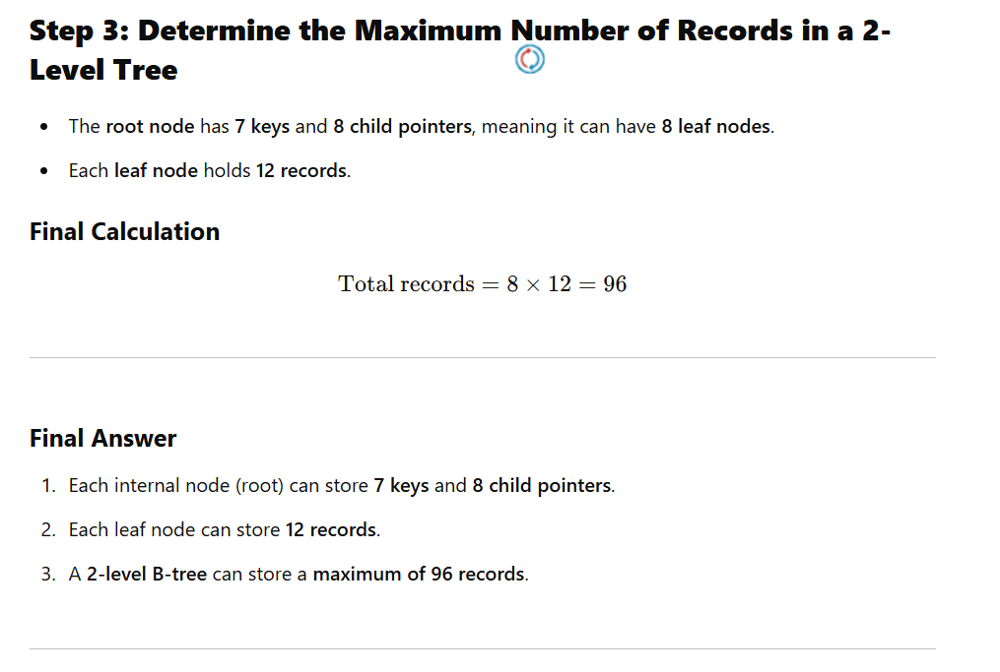 Step 3: Determine the Maximum Number of Records in a 2-
Level Tree
• The root node has 7 keys and 8 child pointers, meaning it can have 8 leaf nodes.
• Each leaf node holds 12 records.
Final Calculation
Total records = 8 × 12 = 96
Final Answer
1. Each internal node (root) can store 7 keys and 8 child pointers.
2. Each leaf node can store 12 records.
3. A 2-level B-tree can store a maximum of 96 records.